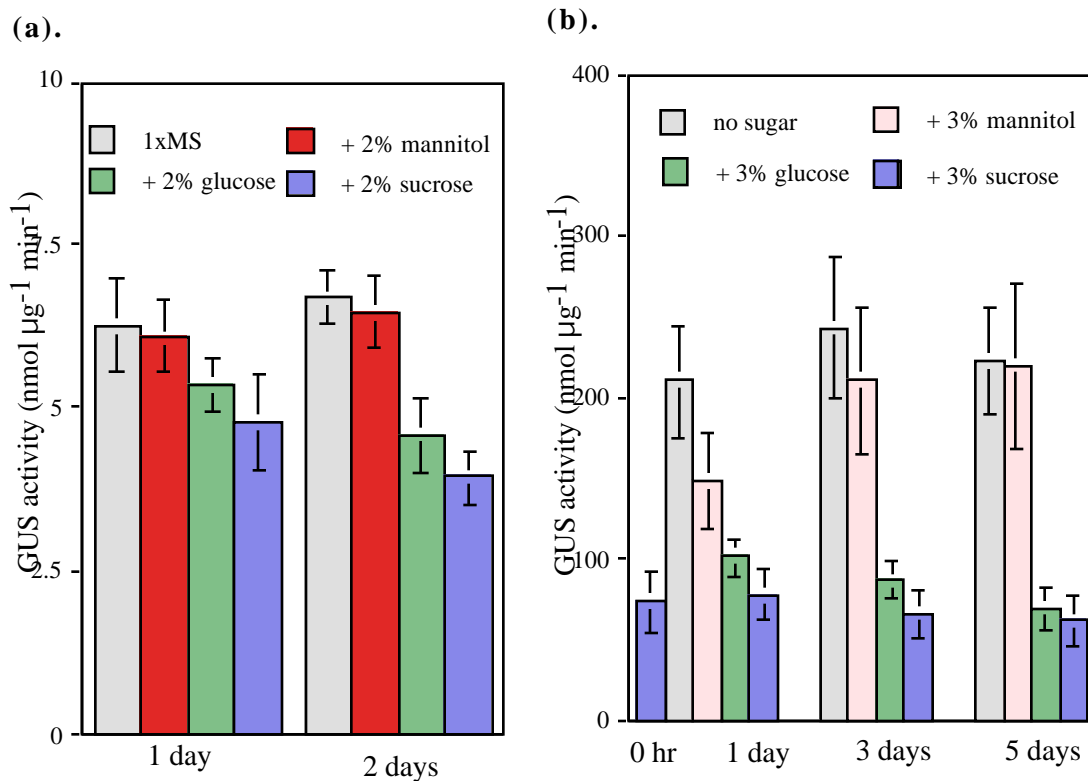 (a).
GUS activity (nmol µg-1 min-1)
10
7.5
5
2.5
0
1xMS
+ 2% mannitol
+ 2% glucose
+ 2% sucrose
1 day
2 days
(b).
GUS activity (nmol µg-1 min-1)
400
300
200
100
0
no sugar
+ 3% mannitol
+ 3% glucose
+ 3% sucrose
0 hr
1 day
3 days
5 days